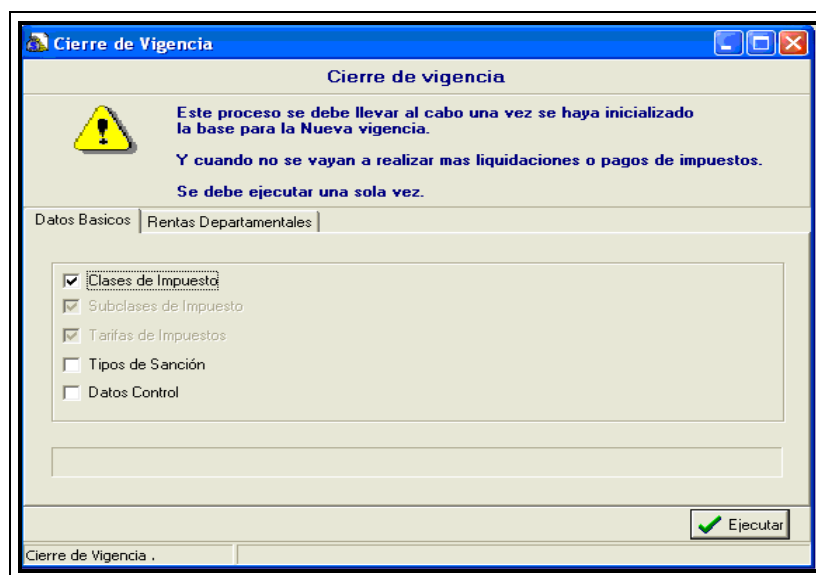 Cierre de Vigencia
Cierre de vigencia
Este proceso se debe llevar al cabo una vez se haya inicializado
la base para la Nueva vigencia.
Y cuando no se vayan a realizar mas liquidaciones o pagos de impuestos.
Se debe ejecutar una sola vez.
Datos Basicos
Rentas Departamentales
Clases de Impuesto
Subclases de Impuesto
Tarifas de Impuestos
Tipos de Sanción
Datos Control
Ejecutar
Cierre de Vigencia .